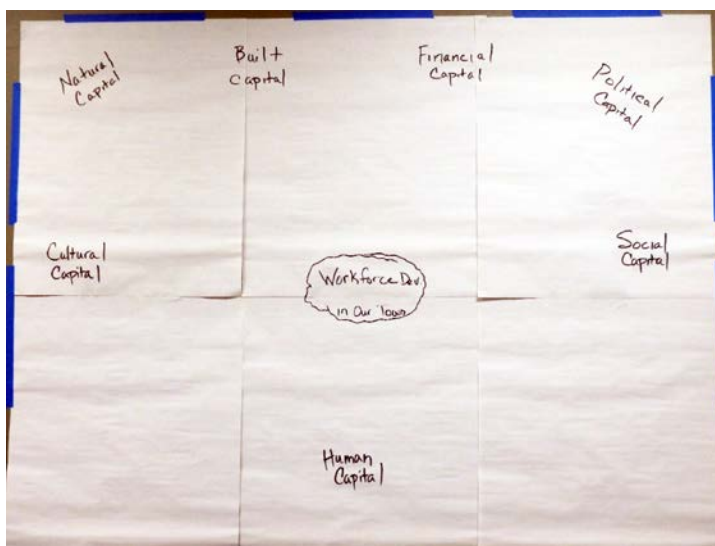 Natural
Capital
Built
Capital
Financial
Capital
Political
Capital
Cultural
Capital
Workforce Dev
in Our Town
Social
Capital
Human
Capital